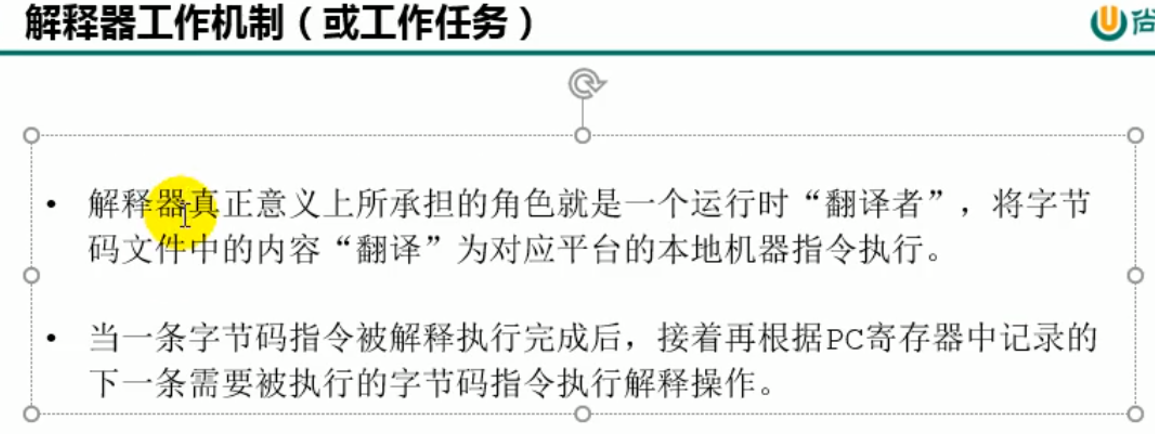 解释器工作机制（或工作任务）
尚
• 解释器真正意义上所承担的角色就是一个运行时“翻译者”，将字节
码文件中的内容“翻译”为对应平台的本地机器指令执行。
• 当一条字节码指令被解释执行完成后，接着再根据PC寄存器中记录的
下一条需要被执行的字节码指令执行解释操作。